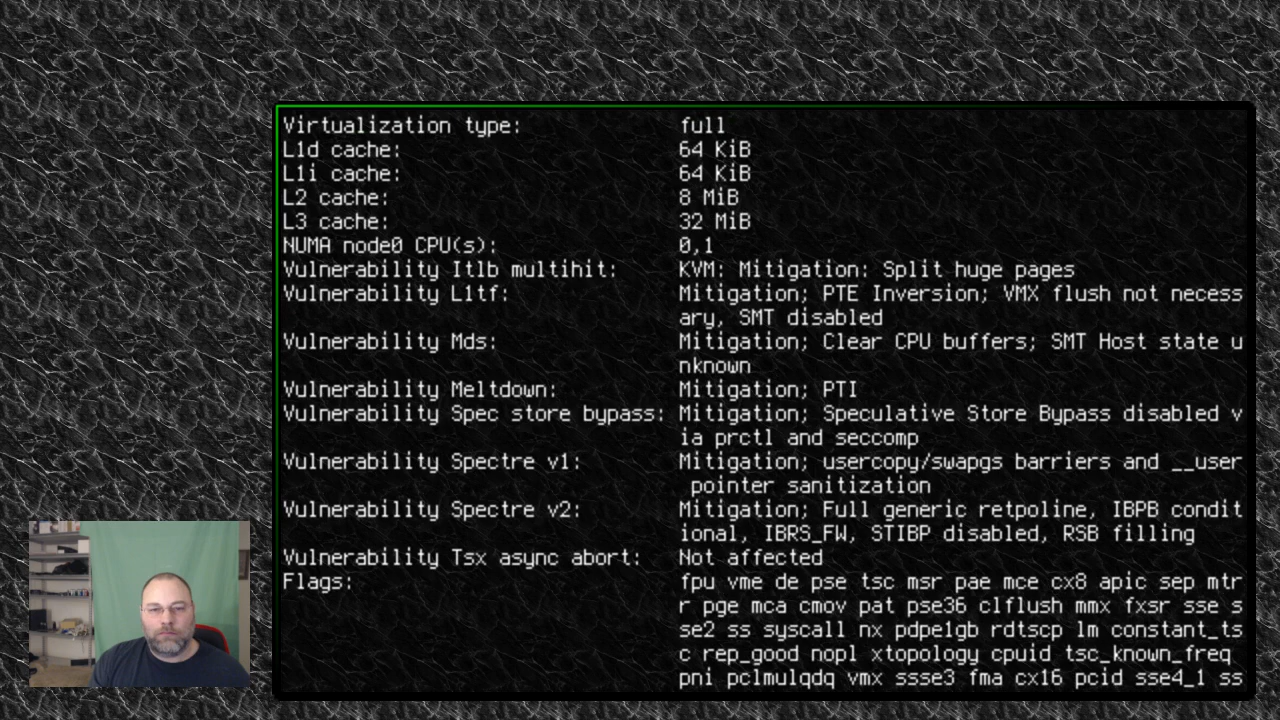 Virtualization type: full
L1d cache: 64 KiB
L1i cache: 64 KiB
L2 cache: 8 MiB
L3 cache: 32 MiB
NUMA node0 CPU(s): 0,1
Vulnerability Itlb multihit: KVM: Mitigation: Split huge pages
Vulnerability L1tf: Mitigation; PTE Inversion; VMX flush not necess
ary, SMT disabled
Vulnerability Mds: Mitigation; Clear CPU buffers; SMT Host state u
nknown
Vulnerability Meltdown: Mitigation; PTI
Vulnerability Spec store bypass: Mitigation; Speculative Store Bypass disabled v
ia prctl and seccomp
Vulnerability Spectre v1: Mitigation; usercopy/swapgs barriers and __user
pointer sanitization
Vulnerability Spectre v2: Mitigation; Full generic retpoline, IBPB condit
ional, IBRS_FW, STIBP disabled, RSB filling
Vulnerability Tsx async abort: Not affected
Flags: fpu vme de pse tsc msr pae mce cx8 apic sep mtr
r pge mca cmov pat pse36 clflush mmx fxsr sse s
se2 ss syscall nx pdpe1gb rdtscp lm constant_ts
c rep_good nopl xtopology cpuid tsc_known_freq
pni pclmulqdq vmx ssse3 fma cx16 pcid sse4_1 ss